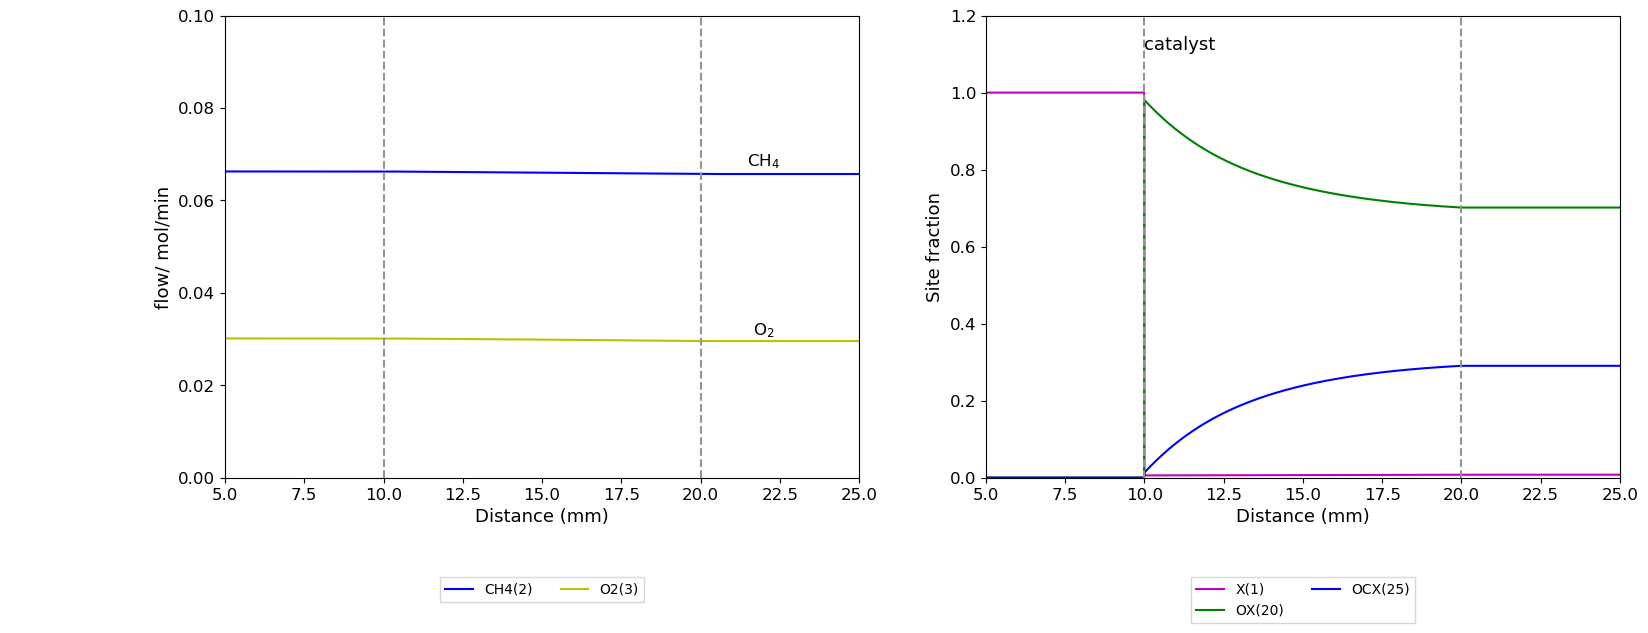 0.10
0.08
0.06
0.04
0.02
0.00
flow/ mol/min
CH₄
O₂
5.0 7.5 10.0 12.5 15.0 17.5 20.0 22.5 25.0
Distance (mm)
CH4(2) O2(3)
1.2
1.0
0.8
0.6
0.4
0.2
0.0
Site fraction
catalyst
5.0 7.5 10.0 12.5 15.0 17.5 20.0 22.5 25.0
Distance (mm)
X(1) OCX(25)
OX(20)